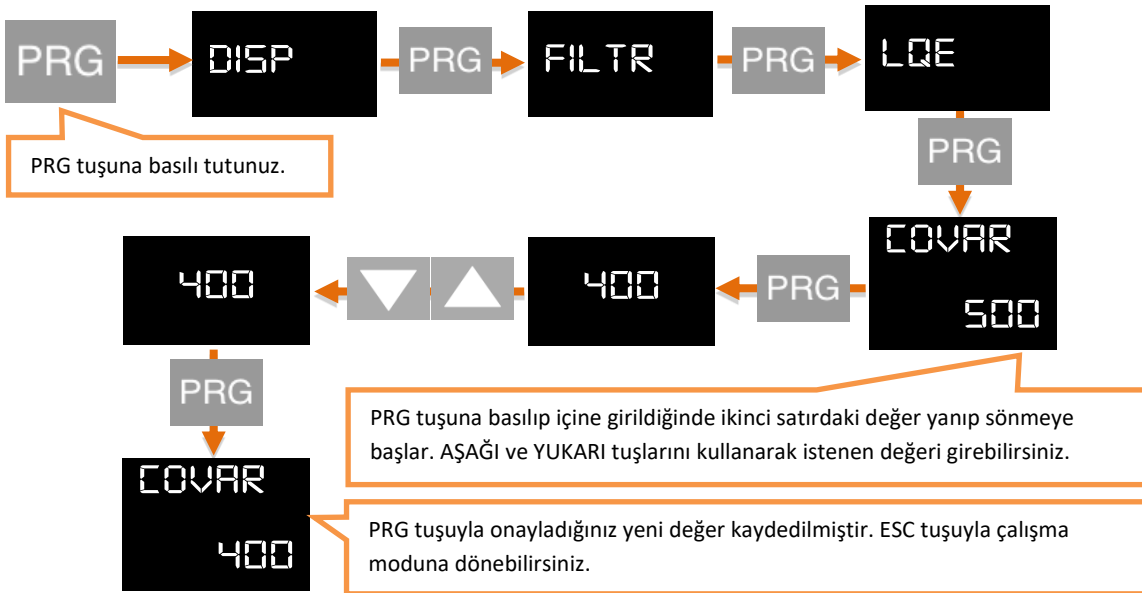 PRG
DISP
PRG
FILTR
PRG
LQE
PRG tuşuna basılı tutunuz.
PRG
COVAR
500
PRG
400
400
PRG
PRG tuşuna basılıp içine girildiğinde ikinci satırdaki değer yanıp sönmeye
başlar. AŞAĞI ve YUKARI tuşlarını kullanarak istenen değeri girebilirsiniz.
COVAR
400
PRG tuşuyla onayladığınız yeni değer kaydedilmiştir. ESC tuşuyla çalışma
moduna dönebilirsiniz.